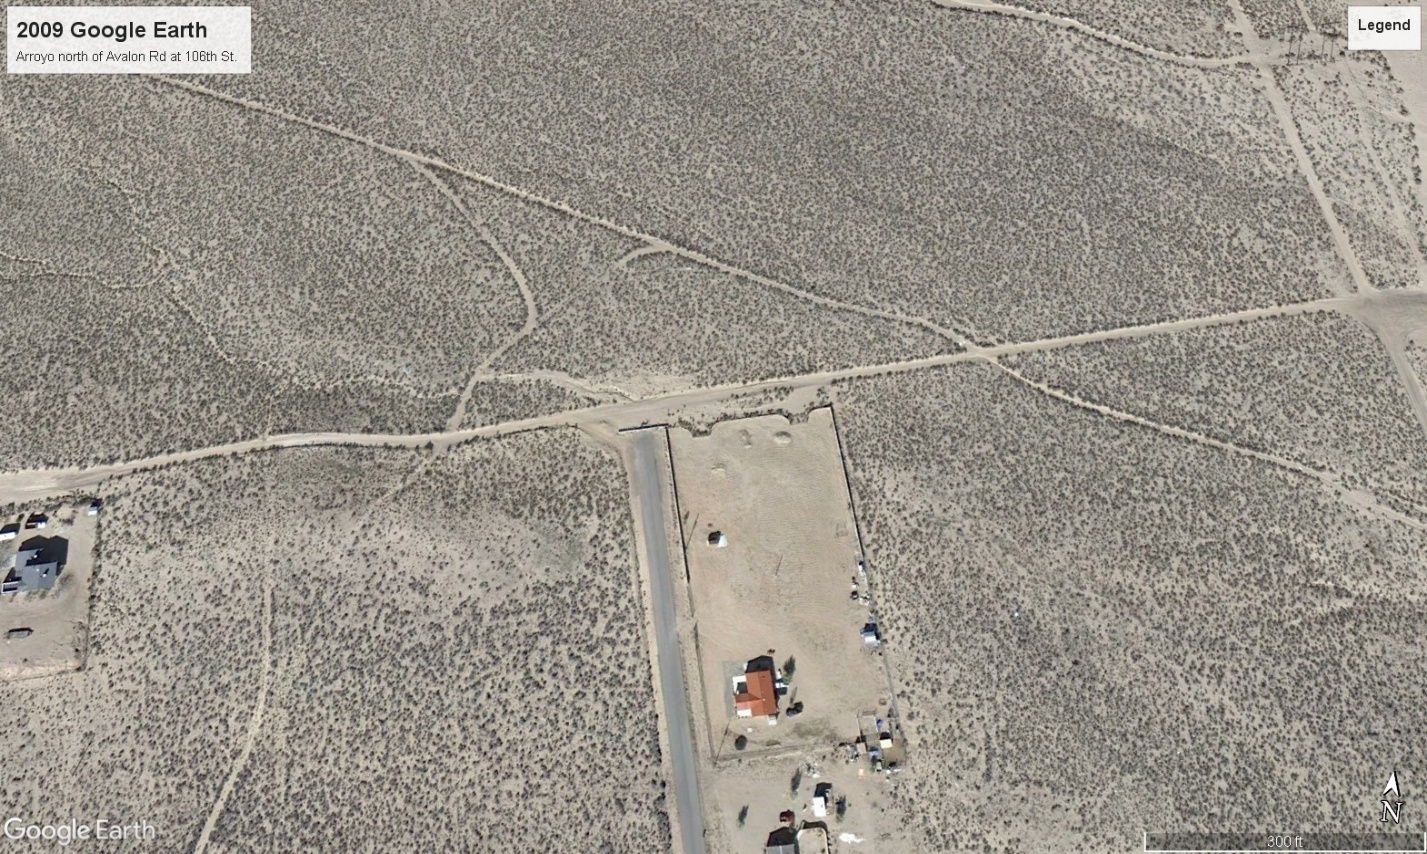 2009 Google Earth
Arroyo north of Avalon Rd at 106th St.
Legend
Google Earth
N
300 ft